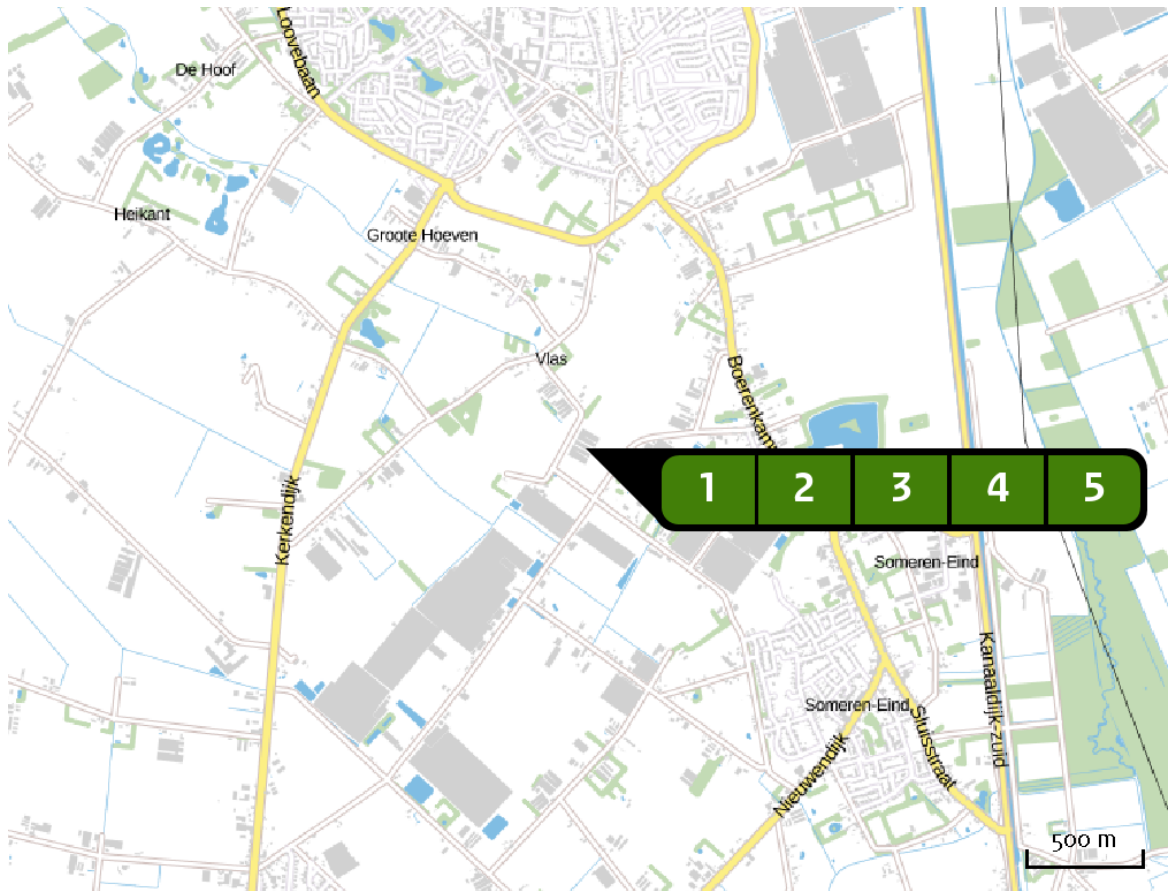 Loovebaan
De Hoof
Heikant
Groote Hoeven
Vlas
Kerkendijk
1 2 3 4 5
Someren-Eind
Kanaaldijk-zuid
Someren-Eind
Sluisstraat
Nieuwendijk
500 m